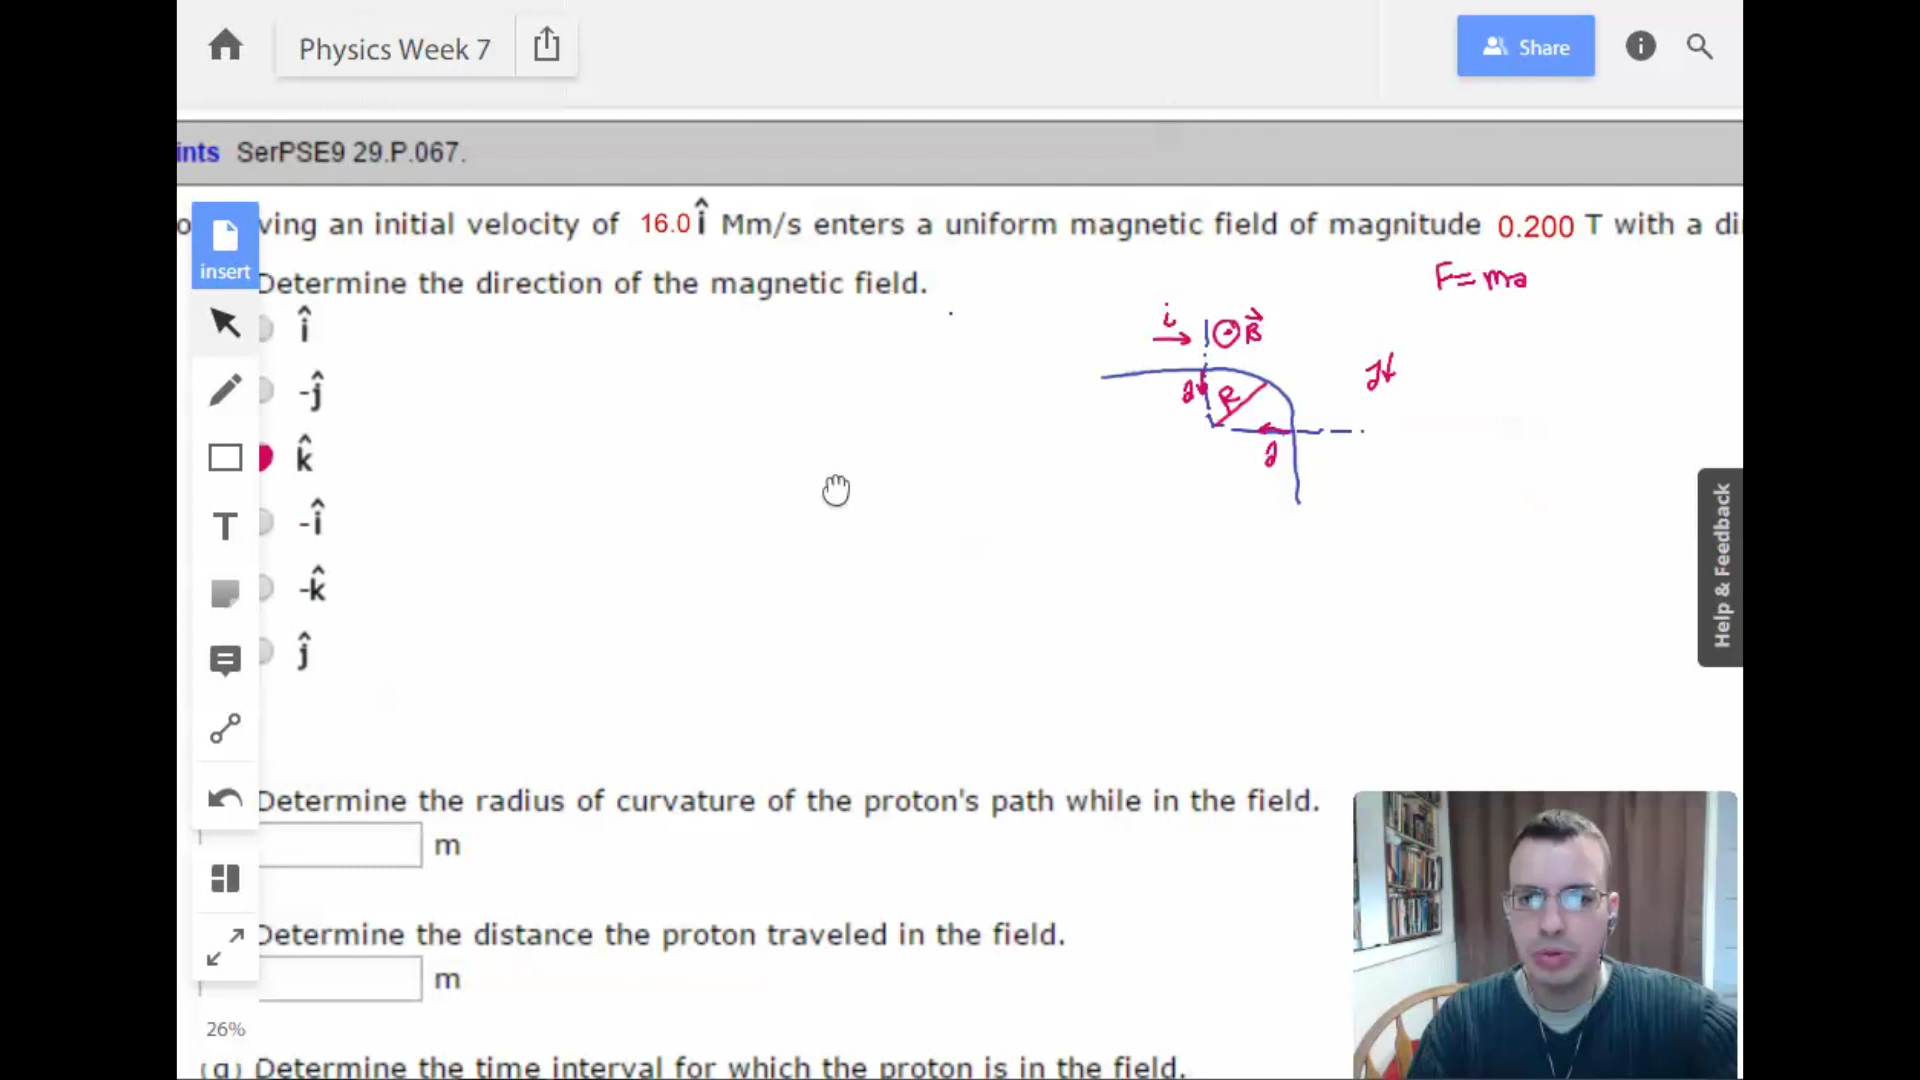 Physics Week 7
Share
ints SerPSE9 29.P.067.
ving an initial velocity of 16.0 î Mm/s enters a uniform magnetic field of magnitude 0.200 T with a di
insert
Determine the direction of the magnetic field.
F = ma
î
i
B⃗
-ĵ
a
R
k̂
a
-î
T
-k̂
ĵ
Help & Feedback
Determine the radius of curvature of the proton's path while in the field.
m
Determine the distance the proton traveled in the field.
m
26%
Determine the time interval for which the proton is in the field.